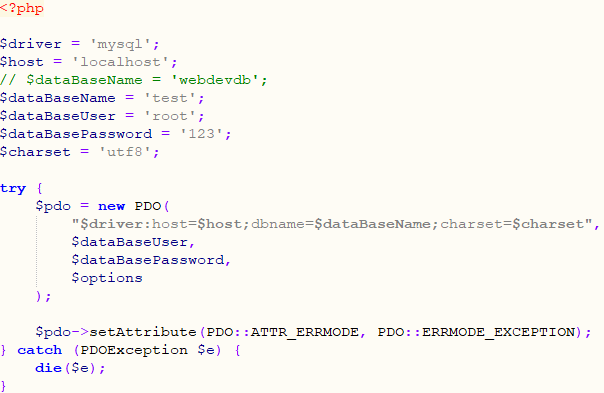 <?php
$driver = 'mysql';
$host = 'localhost';
// $dataBaseName = 'webdevdb';
$dataBaseName = 'test';
$dataBaseUser = 'root';
$dataBasePassword = '123';
$charset = 'utf8';
try {
    $pdo = new PDO(
        "$driver:host=$host;dbname=$dataBaseName;charset=$charset",
        $dataBaseUser,
        $dataBasePassword,
        $options
    );
    $pdo->setAttribute(PDO::ATTR_ERRMODE, PDO::ERRMODE_EXCEPTION);
} catch (PDOException $e) {
    die($e);
}